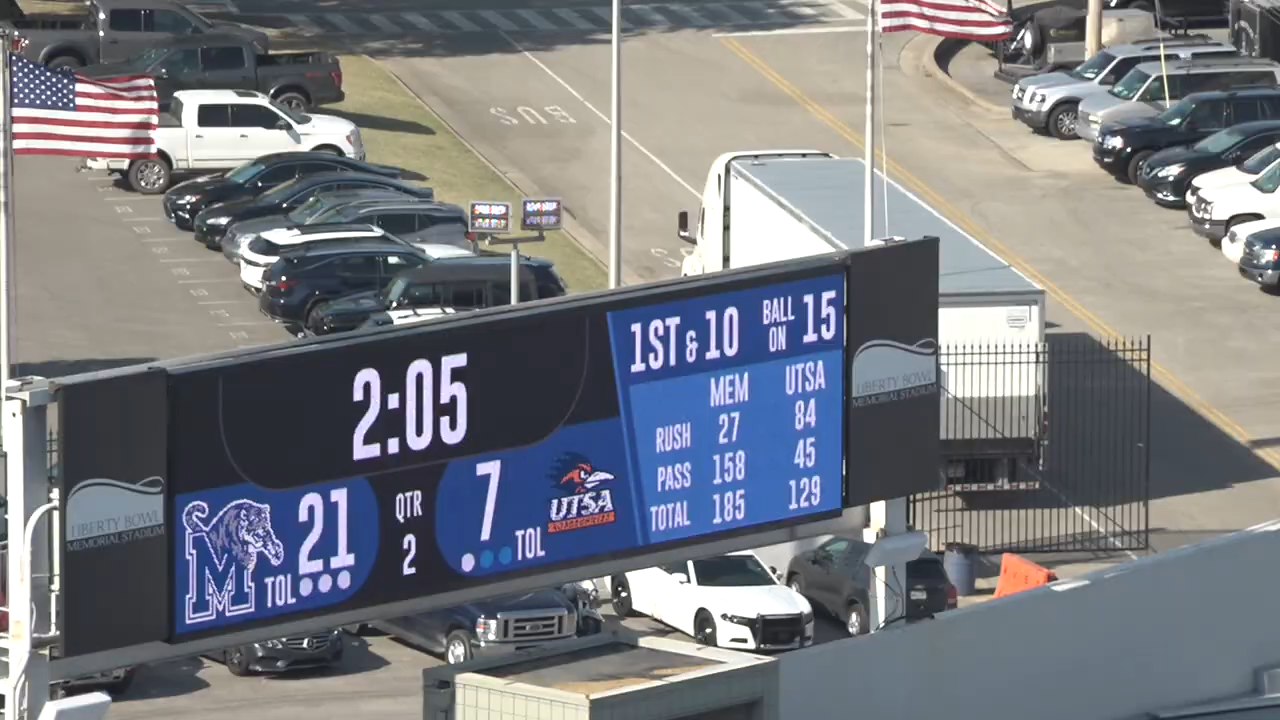 BUS
2:05
1ST & 10 BALL ON 15
MEM UTSA
RUSH 27 84
PASS 158 45
TOTAL 185 129
M TOL 21
QTR 2
7 TOL
UTSA
LIBERTY BOWL
MEMORIAL STADIUM
LIBERTY BOWL
MEMORIAL STADIUM